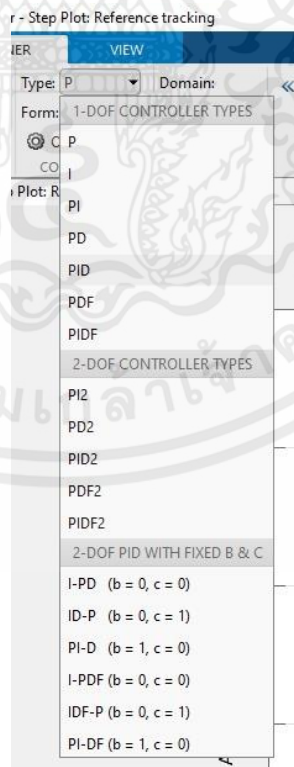 r - Step Plot: Reference tracking
NER VIEW
Type: P Domain:
Form: 1-DOF CONTROLLER TYPES
P
I
PI
PD
PID
PDF
PIDF
2-DOF CONTROLLER TYPES
PI2
PD2
PID2
PDF2
PIDF2
2-DOF PID WITH FIXED B & C
I-PD (b = 0, c = 0)
ID-P (b = 0, c = 1)
PI-D (b = 1, c = 0)
I-PDF (b = 0, c = 0)
IDF-P (b = 0, c = 1)
PI-DF (b = 1, c = 0)